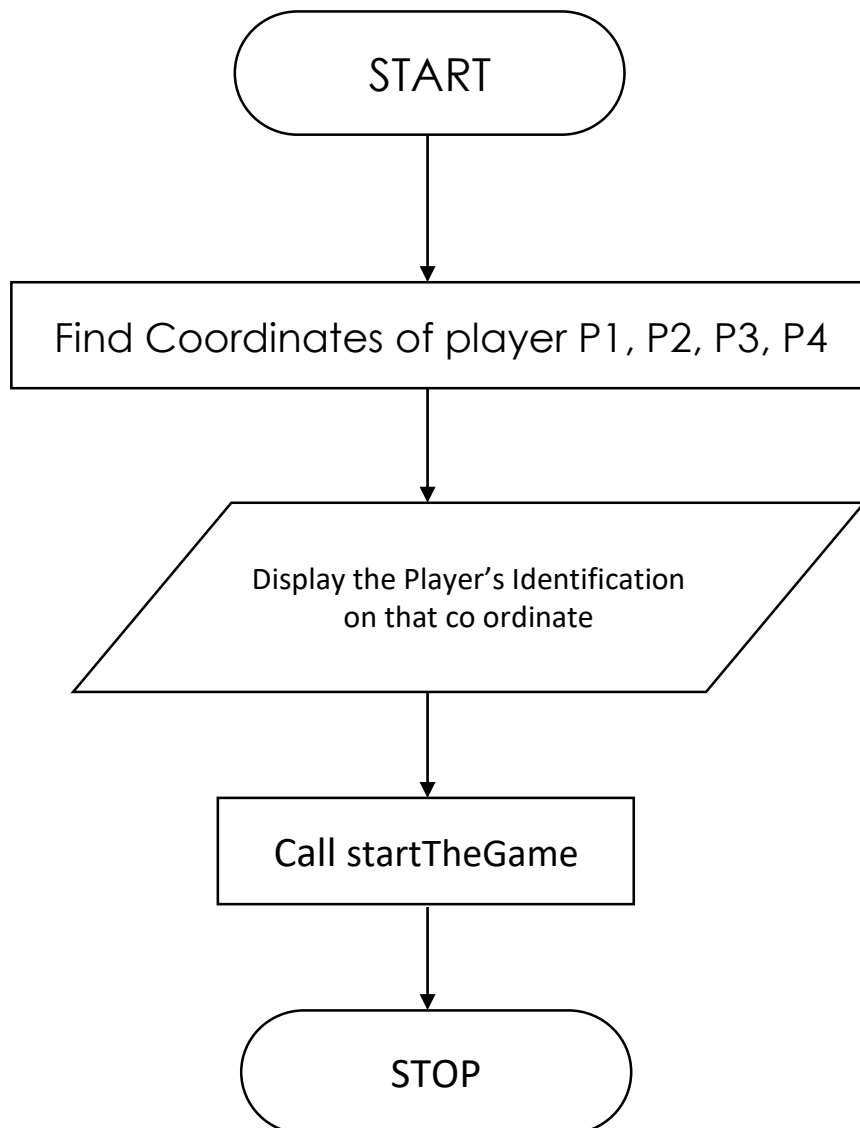 START
Find Coordinates of player P1, P2, P3, P4
Display the Player’s Identification
on that co ordinate
Call startTheGame
STOP